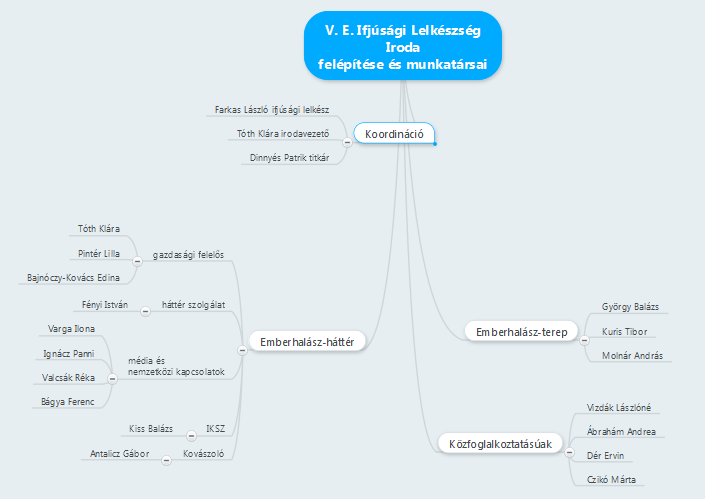 V. E. Ifjúsági Lelkészség
Iroda
felépítése és munkatársai
Koordináció
Farkas László ifjúsági lelkész
Tóth Klára irodavezető
Dinnyés Patrik titkár
Emberhalász-háttér
gazdasági felelős
Tóth Klára
Pintér Lilla
Bajnóczy-Kovács Edina
háttér szolgálat
Fényi István
média és
nemzetközi kapcsolatok
Varga Ilona
Ignácz Panni
Valcsák Réka
Bágya Ferenc
IKSZ
Kiss Balázs
Kovászoló
Antalicz Gábor
Emberhalász-terep
György Balázs
Kuris Tibor
Molnár András
Közfoglalkoztatásúak
Vizdák Lászlóné
Ábrahám Andrea
Dér Ervin
Czikó Márta